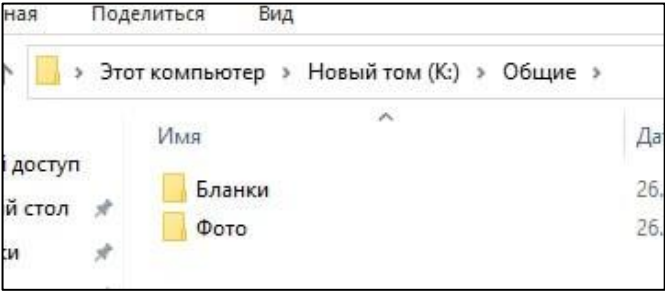 ная Поделиться Вид
Этот компьютер > Новый том (K:) > Общие >
Имя Да
й доступ
Бланки 26.
й стол
Фото 26.
ки